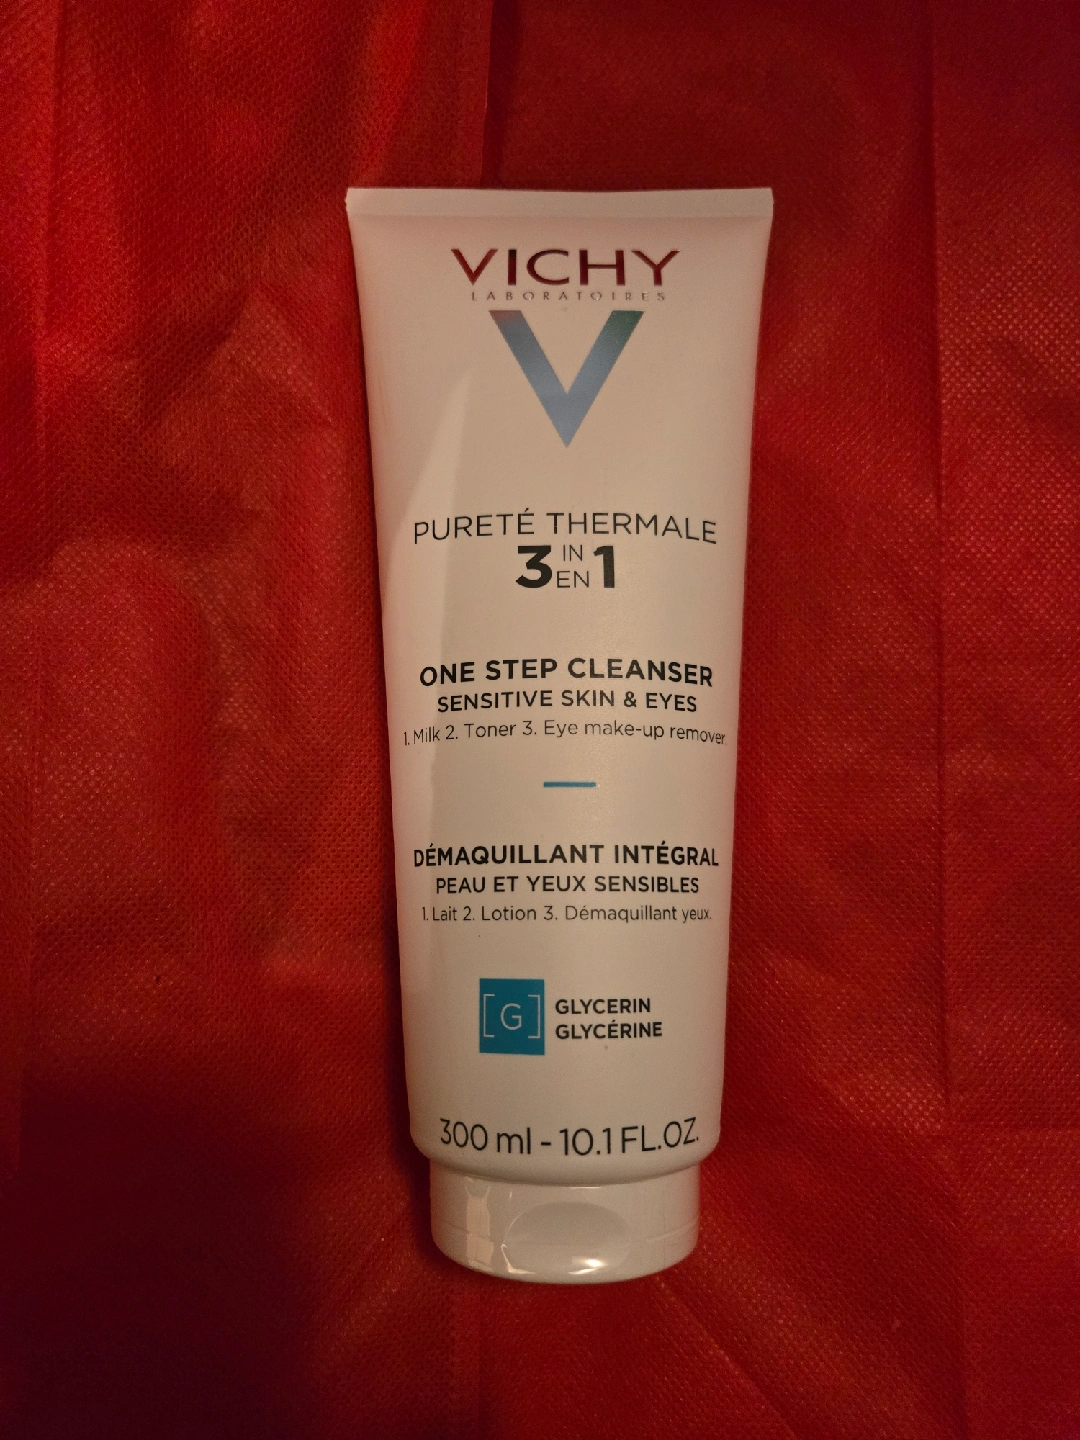 VICHY
LABORATOIRES
PURETÉ THERMALE
3 IN EN 1
ONE STEP CLEANSER
SENSITIVE SKIN & EYES
1. Milk 2. Toner 3. Eye make-up remover.
DÉMAQUILLANT INTÉGRAL
PEAU ET YEUX SENSIBLES
1. Lait 2. Lotion 3. Démaquillant yeux.
[G] GLYCERIN
GLYCÉRINE
300 ml - 10.1 FL.OZ.